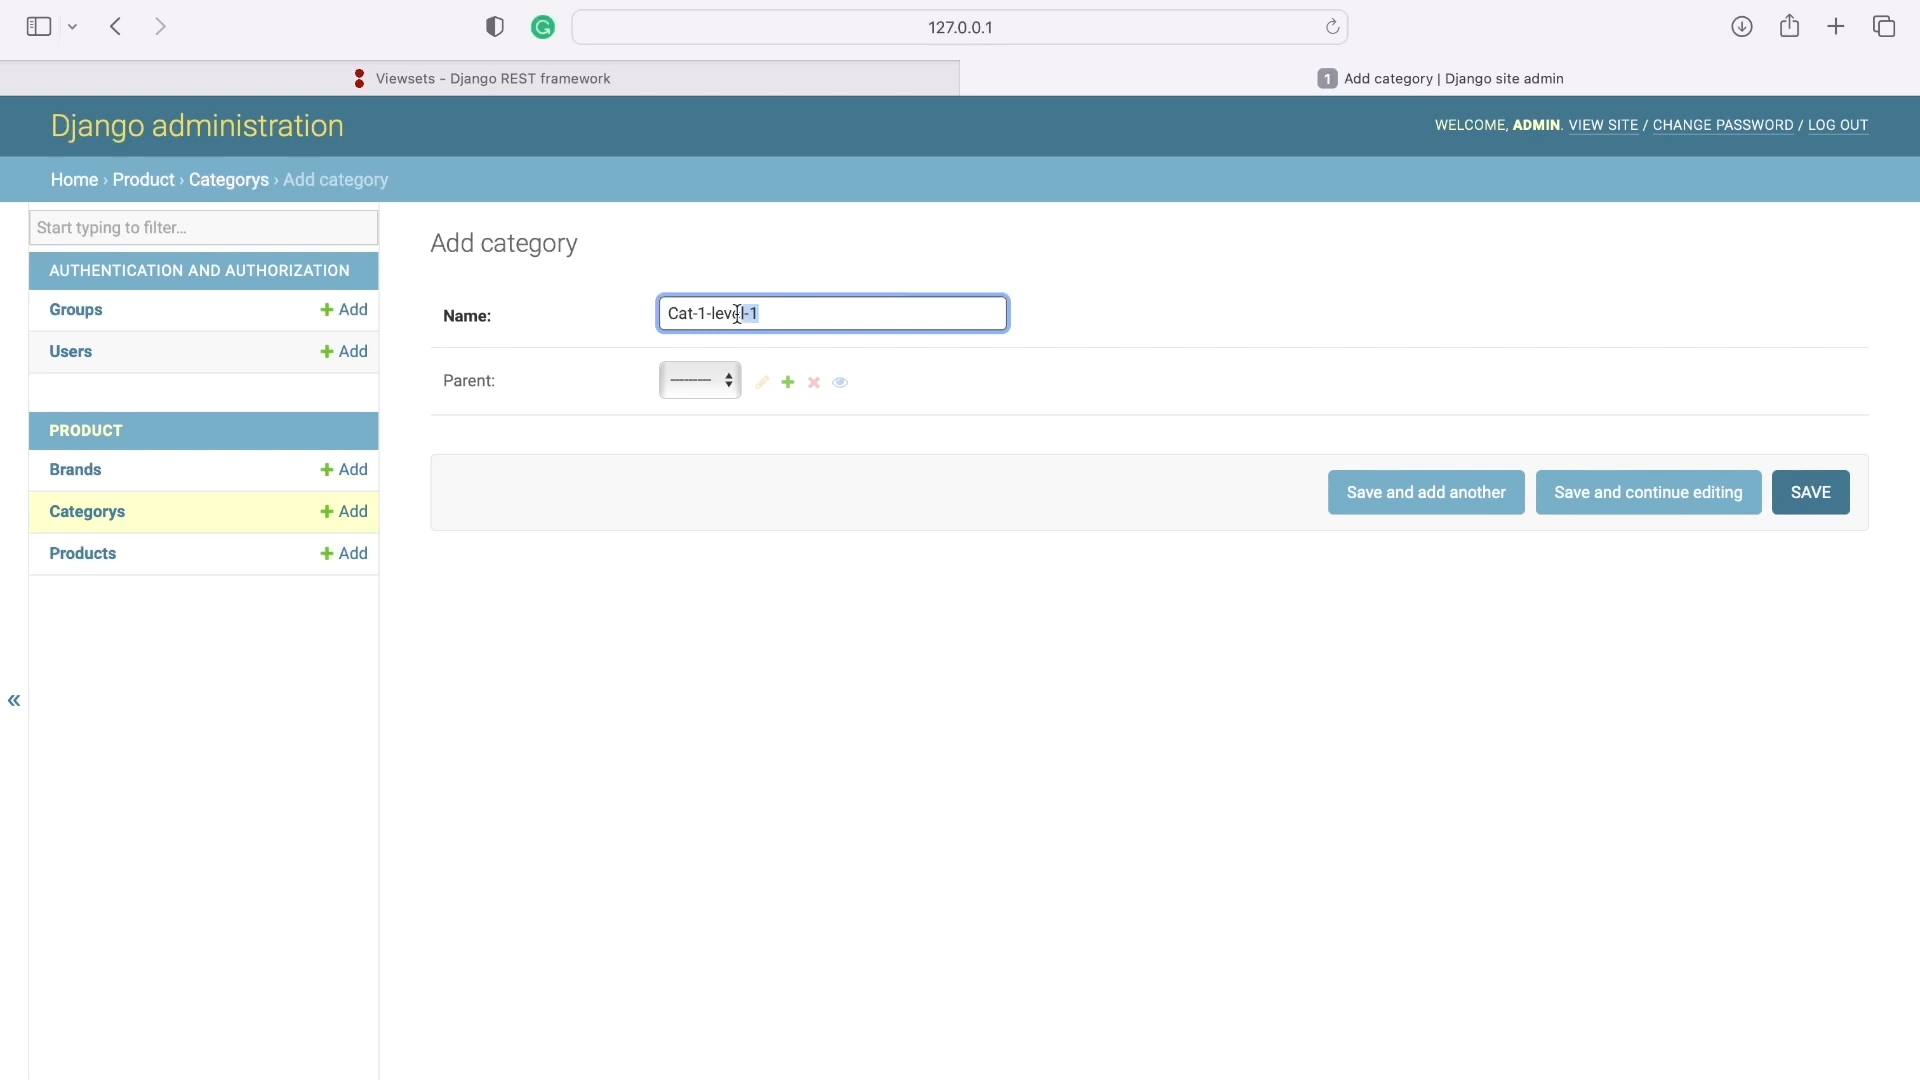 127.0.0.1
Viewsets - Django REST framework
1 Add category | Django site admin
Django administration
WELCOME, ADMIN. VIEW SITE / CHANGE PASSWORD / LOG OUT
Home › Product › Categorys › Add category
Start typing to filter...
AUTHENTICATION AND AUTHORIZATION
Groups + Add
Users + Add
PRODUCT
Brands + Add
Categorys + Add
Products + Add
«
Add category
Name: Cat-1-level-1
Parent: ---------
Save and add another Save and continue editing SAVE